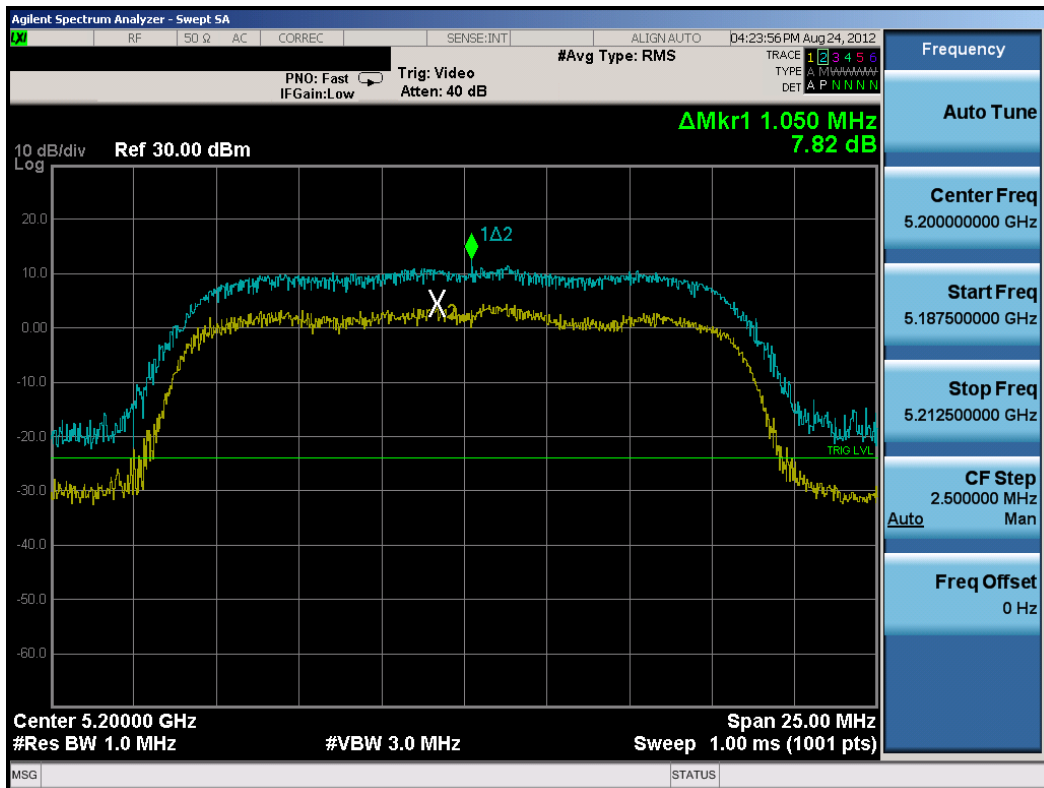 Agilent Spectrum Analyzer - Swept SA
LXI RF 50 Ω AC CORREC SENSE:INT ALIGN AUTO 04:23:56 PM Aug 24, 2012
#Avg Type: RMS
TRACE 1 2 3 4 5 6
TYPE A M W W W W
DET A P N N N N
PNO: Fast
IFGain:Low
Trig: Video
Atten: 40 dB
ΔMkr1 1.050 MHz
7.82 dB
10 dB/div
Log
Ref 30.00 dBm
20.0
10.0
0.00
-10.0
-20.0
-30.0
-40.0
-50.0
-60.0
1Δ2
X2
TRIG LVL
Center 5.20000 GHz
Span 25.00 MHz
#Res BW 1.0 MHz
#VBW 3.0 MHz
Sweep 1.00 ms (1001 pts)
MSG
STATUS
Frequency
Auto Tune
Center Freq
5.200000000 GHz
Start Freq
5.187500000 GHz
Stop Freq
5.212500000 GHz
CF Step
2.500000 MHz
Auto Man
Freq Offset
0 Hz